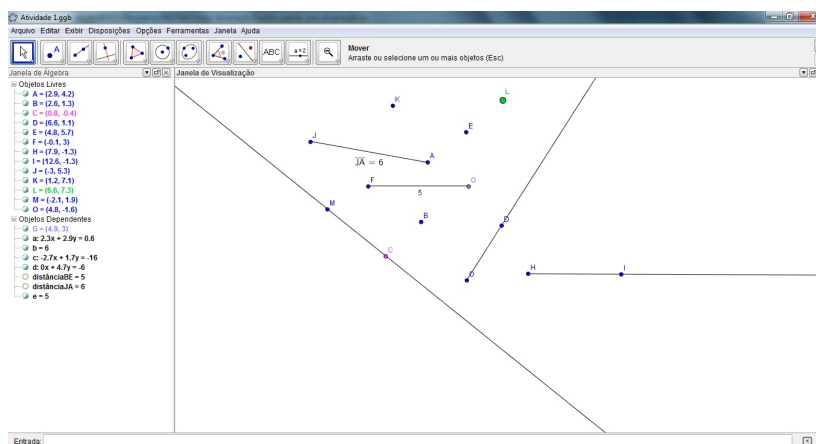 Atividade 1.ggb
Arquivo Editar Exibir Disposições Opções Ferramentas Janela Ajuda
A
ABC
a=2
Mover
Arraste ou selecione um ou mais objetos (Esc)
Janela de Álgebra
Objetos Livres
A = (2.9, 4.2)
B = (2.6, 1.3)
C = (0.8, -0.4)
D = (6.6, 1.1)
E = (4.8, 5.7)
F = (-0.1, 3)
H = (7.9, -1.3)
I = (12.6, -1.3)
J = (-3, 5.3)
K = (1.2, 7.1)
L = (6.6, 7.3)
M = (-2.1, 1.9)
O = (4.8, -1.6)
Objetos Dependentes
G = (4.9, 3)
a: 2.3x + 2.9y = 0.6
b = 6
c: -2.7x + 1.7y = -16
d: 0x + 4.7y = -6
distânciaBE = 5
distânciaJA = 6
e = 5
Janela de Visualização
L
K
E
J
A
JA = 6
F
G
5
M
B
D
C
O
H
I
Entrada: